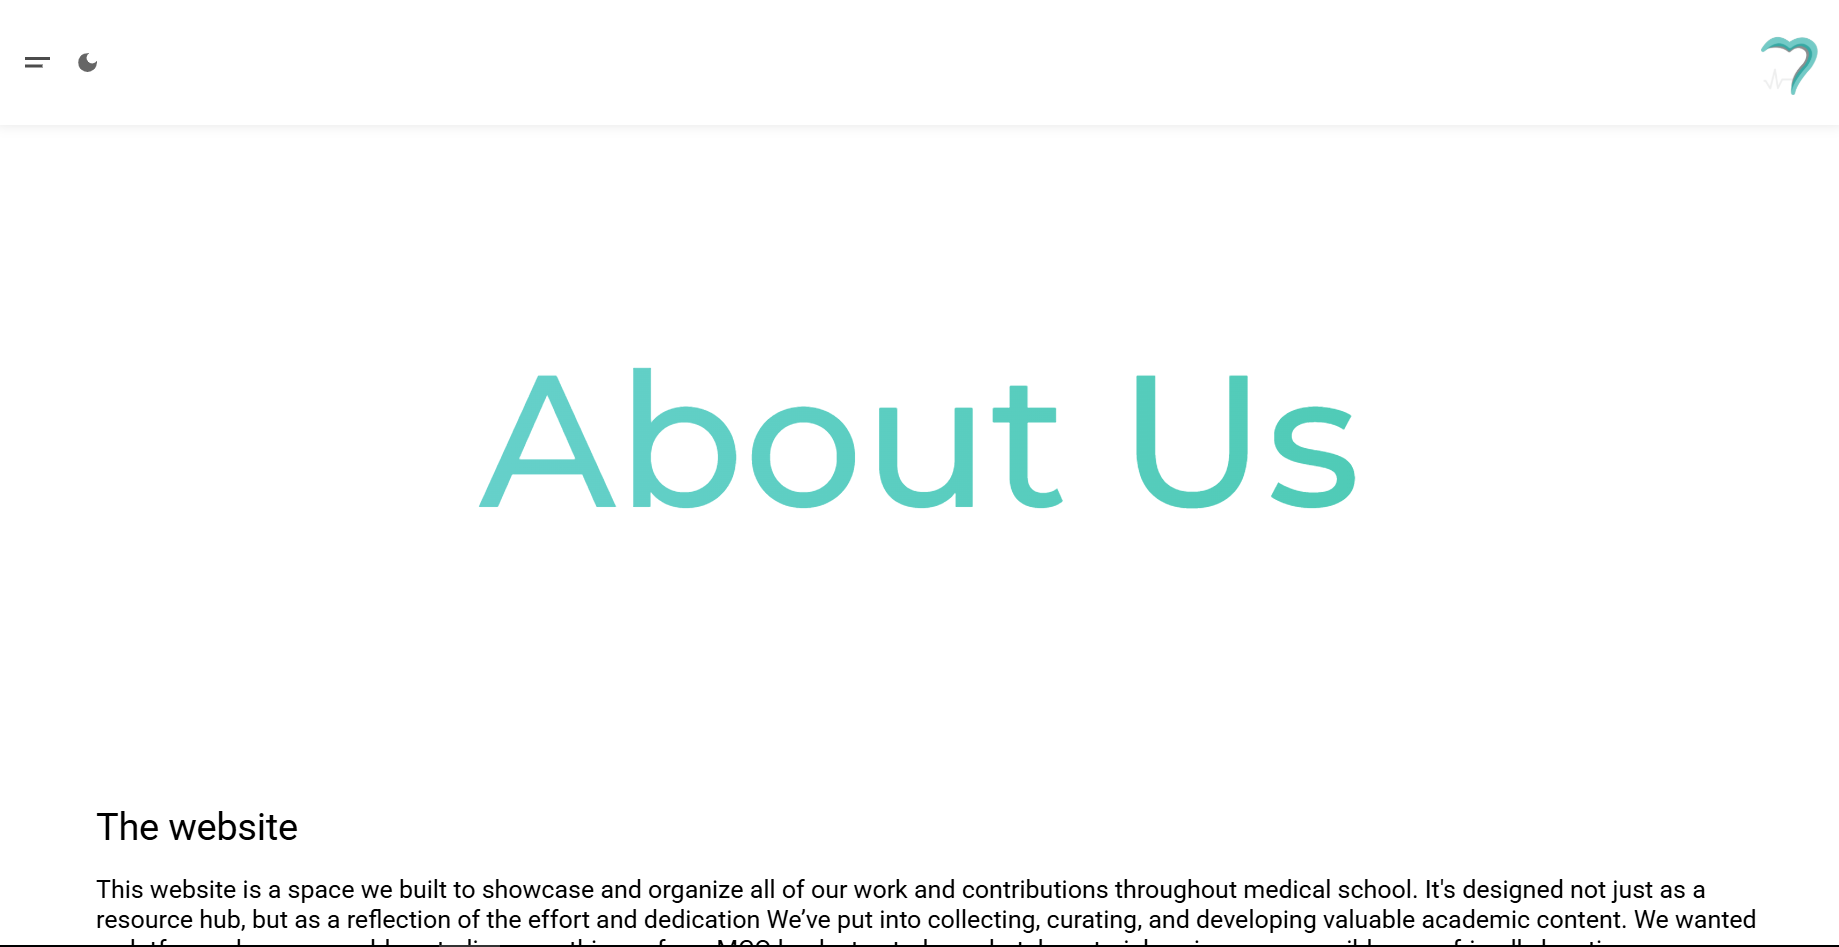 About Us
The website
This website is a space we built to showcase and organize all of our work and contributions throughout medical school. It's designed not just as a
resource hub, but as a reflection of the effort and dedication We’ve put into collecting, curating, and developing valuable academic content. We wanted